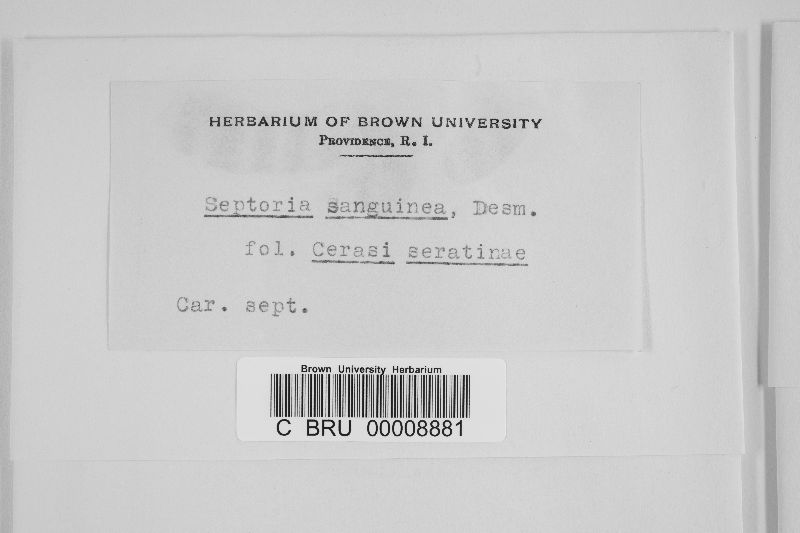 HERBARIUM OF BROWN UNIVERSITY
PROVIDENCE, R. I.
Septoria sanguinea, Desm.
fol. Cerasi seratinae
Car. sept.
Brown University Herbarium
C BRU 00008881